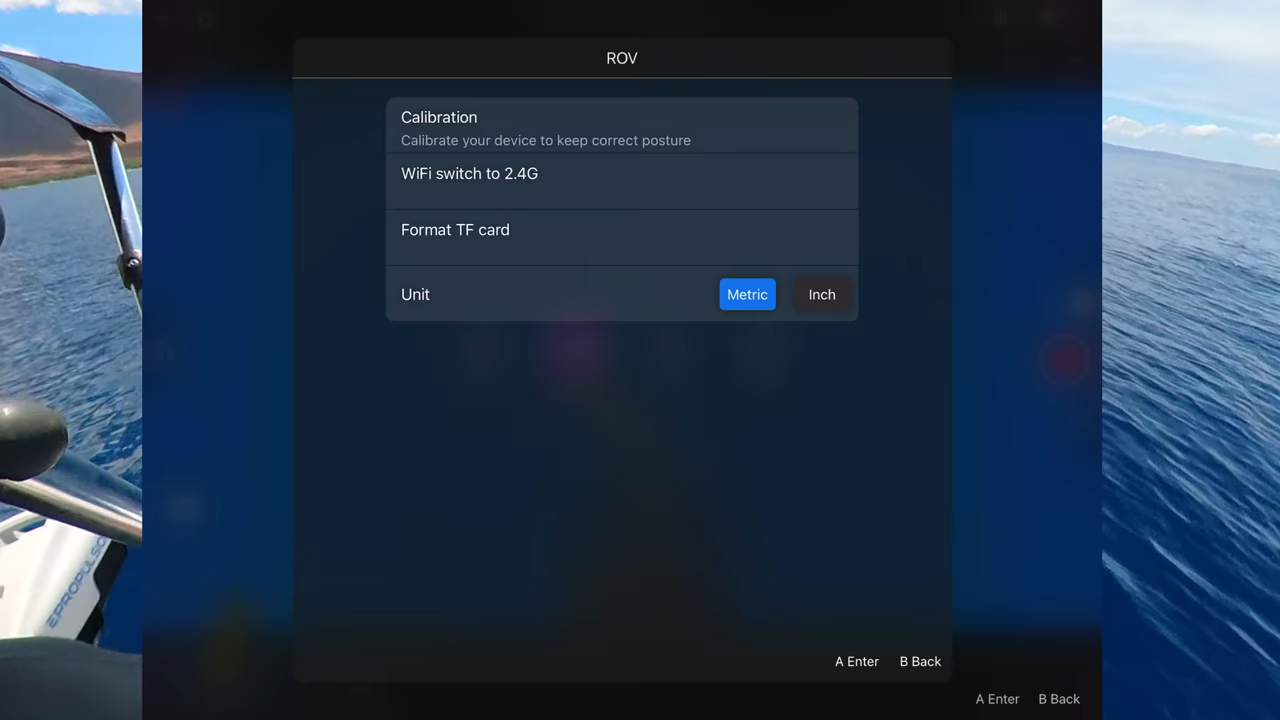 ROV
Calibration
Calibrate your device to keep correct posture
WiFi switch to 2.4G
Format TF card
Unit Metric Inch
A Enter B Back
A Enter B Back
EPROPULSION